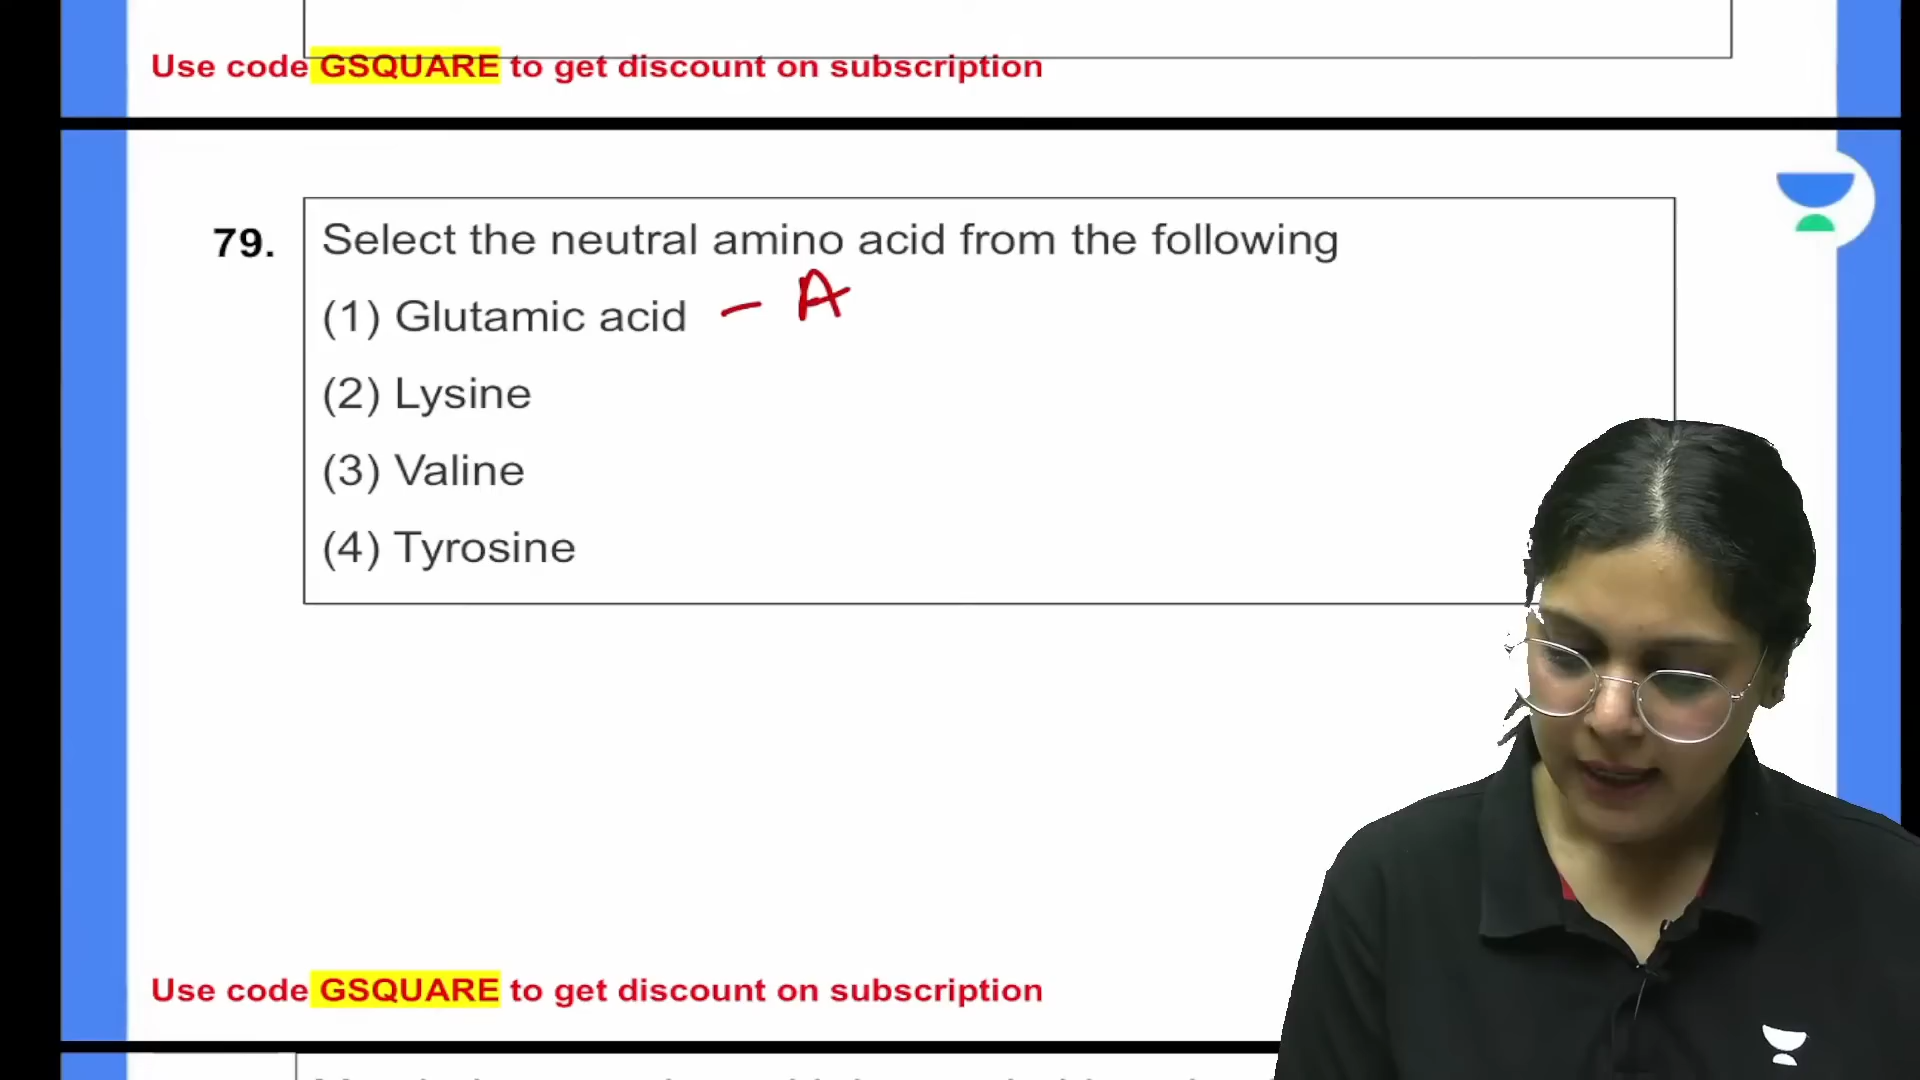 Use code GSQUARE to get discount on subscription
79.
Select the neutral amino acid from the following
(1) Glutamic acid - A
(2) Lysine
(3) Valine
(4) Tyrosine
Use code GSQUARE to get discount on subscription